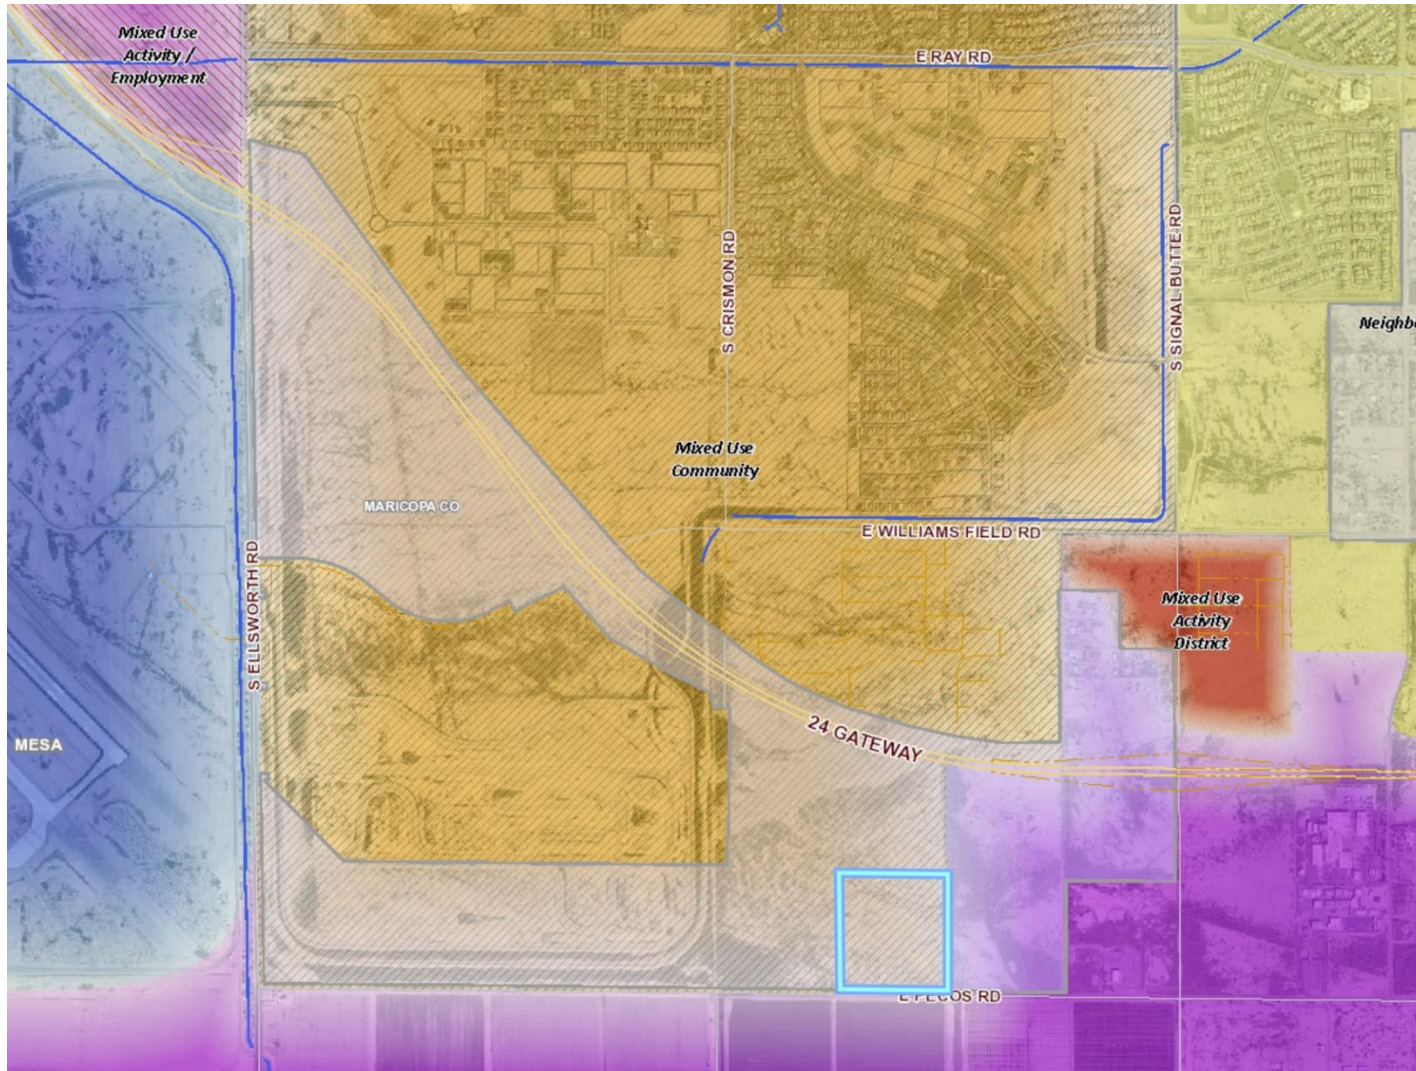 Mixed Use
Activity /
Employment
E RAY RD
S SIGNAL BUTTE RD
S CRISMON RD
Neighb
Mixed Use
Community
MARICOPA CO
E WILLIAMS FIELD RD
S ELLSWORTH RD
Mixed Use
Activity
District
MESA
24 GATEWAY
E PECOS RD